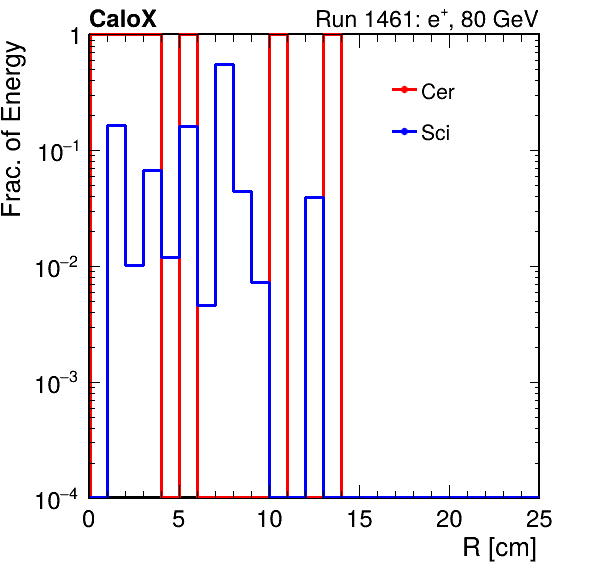 CaloX Run 1461: e⁺, 80 GeV
Frac. of Energy
1
10⁻¹
10⁻²
10⁻³
10⁻⁴
Cer
Sci
0 5 10 15 20 25
R [cm]